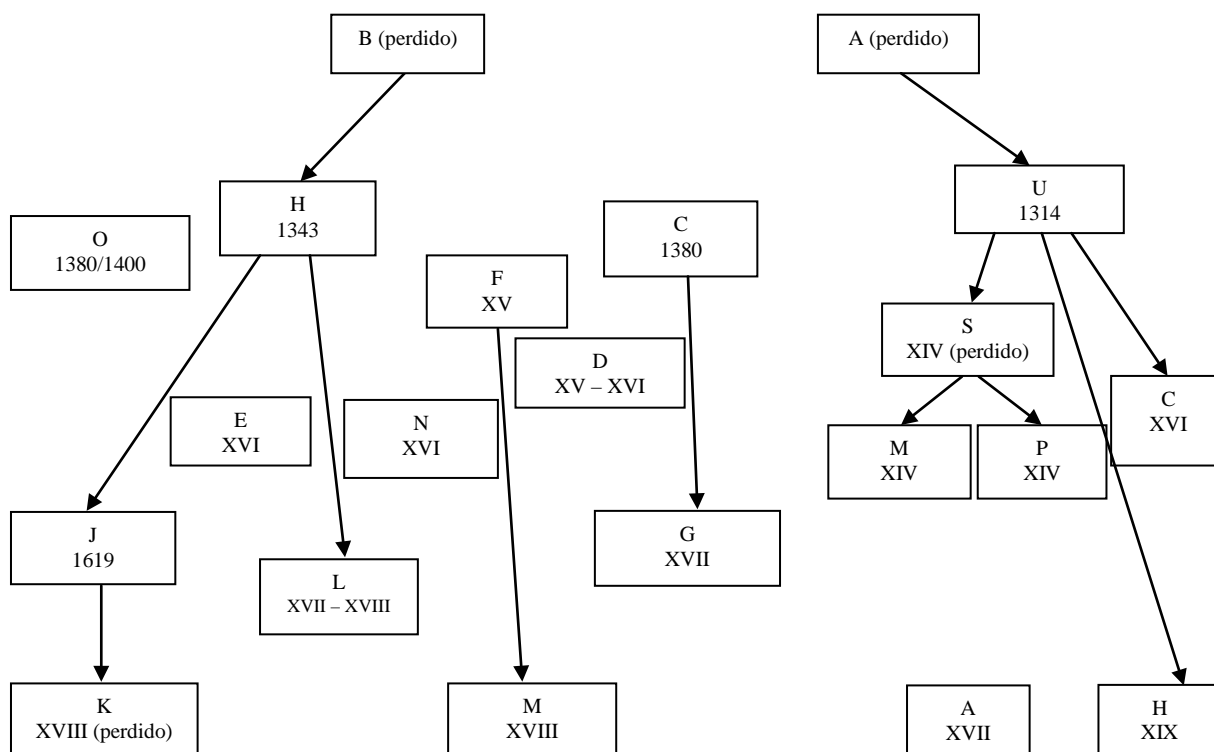 B (perdido)
A (perdido)
H
1343
U
1314
O
1380/1400
C
1380
F
XV
S
XIV (perdido)
D
XV – XVI
C
XVI
E
XVI
N
XVI
M
XIV
P
XIV
J
1619
G
XVII
L
XVII – XVIII
K
XVIII (perdido)
M
XVIII
A
XVII
H
XIX